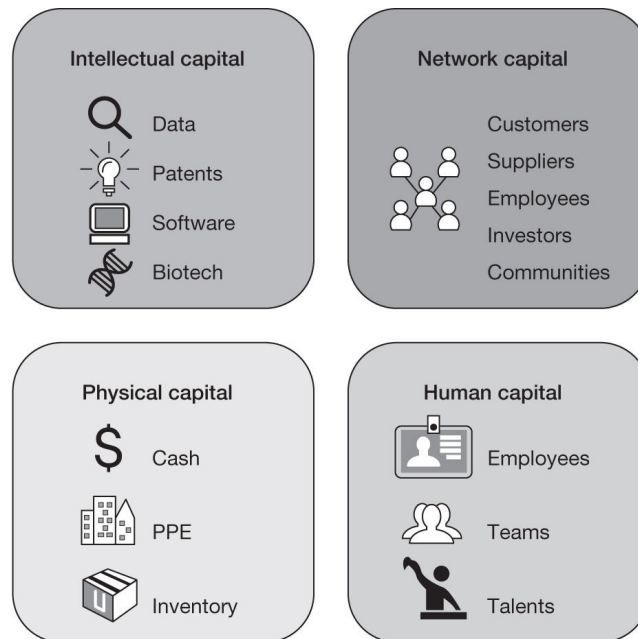 Intellectual capital
Data
Patents
Software
Biotech
Network capital
Customers
Suppliers
Employees
Investors
Communities
Physical capital
$
Cash
PPE
U
Inventory
Human capital
Employees
Teams
Talents